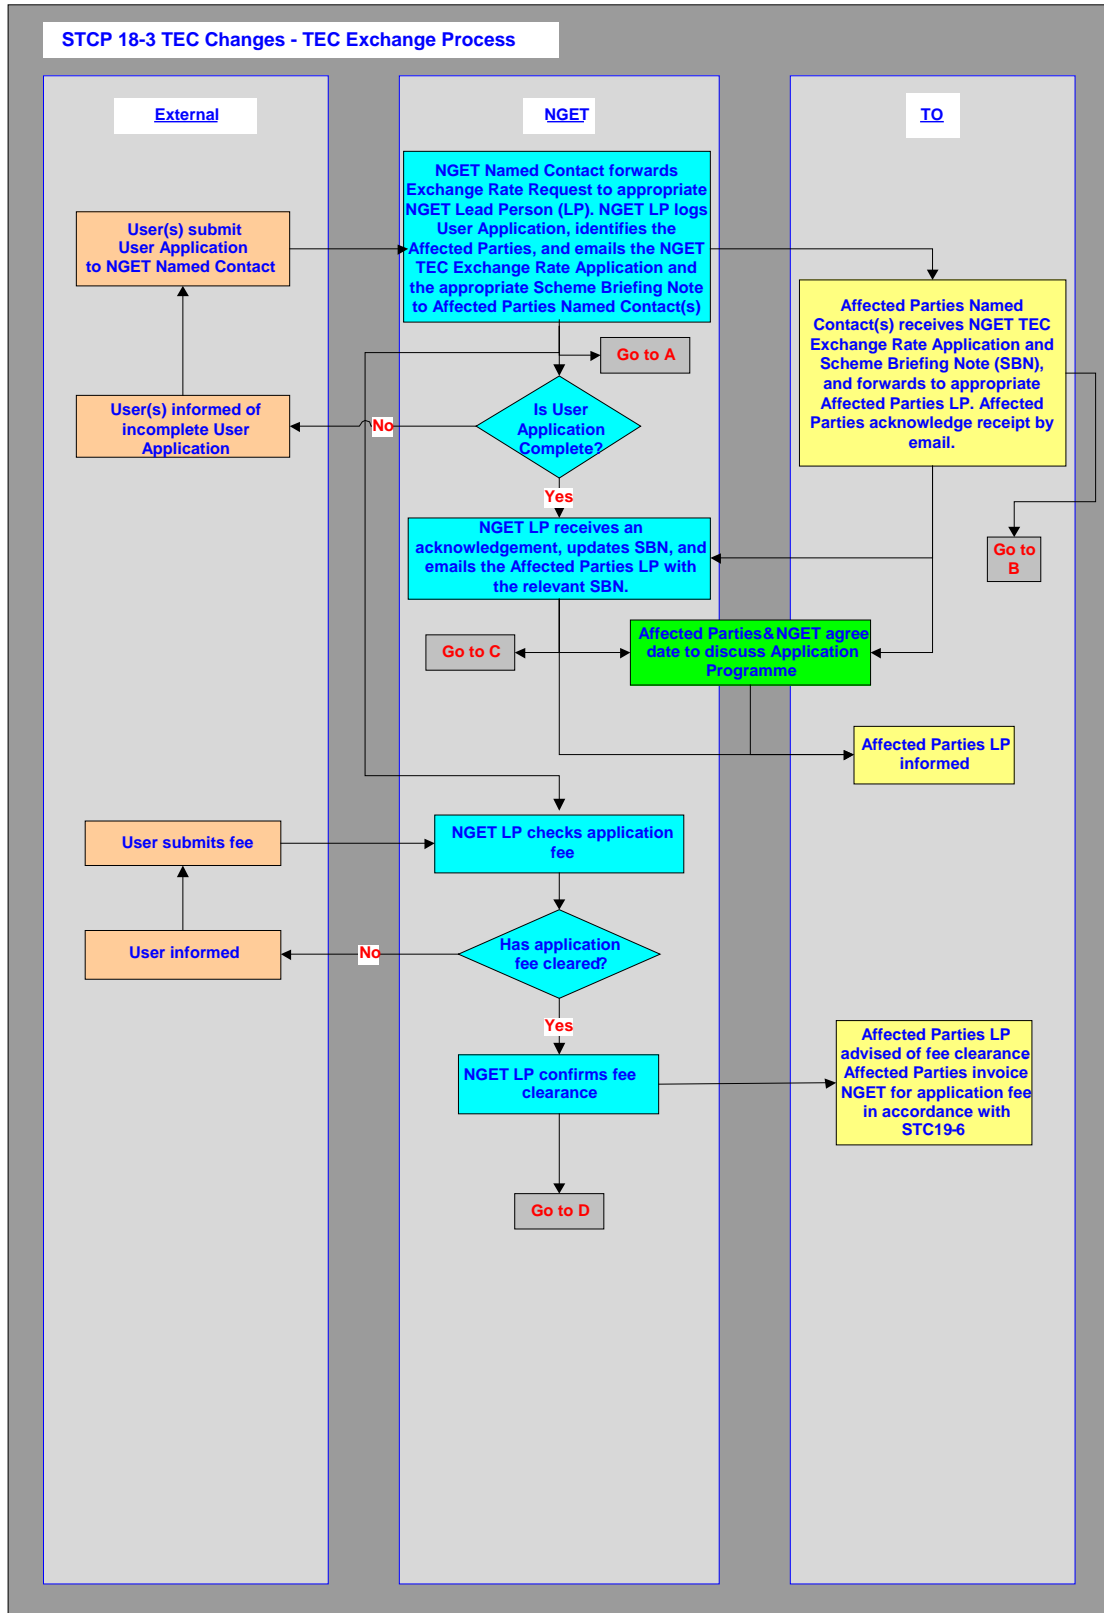 STCP 18-3 TEC Changes - TEC Exchange Process
External
NGET
TO
NGET Named Contact forwards
Exchange Rate Request to appropriate
NGET Lead Person (LP). NGET LP logs
User Application, identifies the
Affected Parties, and emails the NGET
TEC Exchange Rate Application and
the appropriate Scheme Briefing Note
to Affected Parties Named Contact(s)
User(s) submit
User Application
to NGET Named Contact
Affected Parties Named
Contact(s) receives NGET TEC
Exchange Rate Application and
Scheme Briefing Note (SBN),
and forwards to appropriate
Affected Parties LP. Affected
Parties acknowledge receipt by
email.
Go to A
Is User
Application
Complete?
No
User(s) informed of
incomplete User
Application
Yes
NGET LP receives an
acknowledgement, updates SBN, and
emails the Affected Parties LP with
the relevant SBN.
Go to
B
Go to C
Affected Parties & NGET agree
date to discuss Application
Programme
Affected Parties LP
informed
User submits fee
NGET LP checks application
fee
User informed
No
Has application
fee cleared?
Yes
NGET LP confirms fee
clearance
Affected Parties LP
advised of fee clearance
Affected Parties invoice
NGET for application fee
in accordance with
STC19-6
Go to D